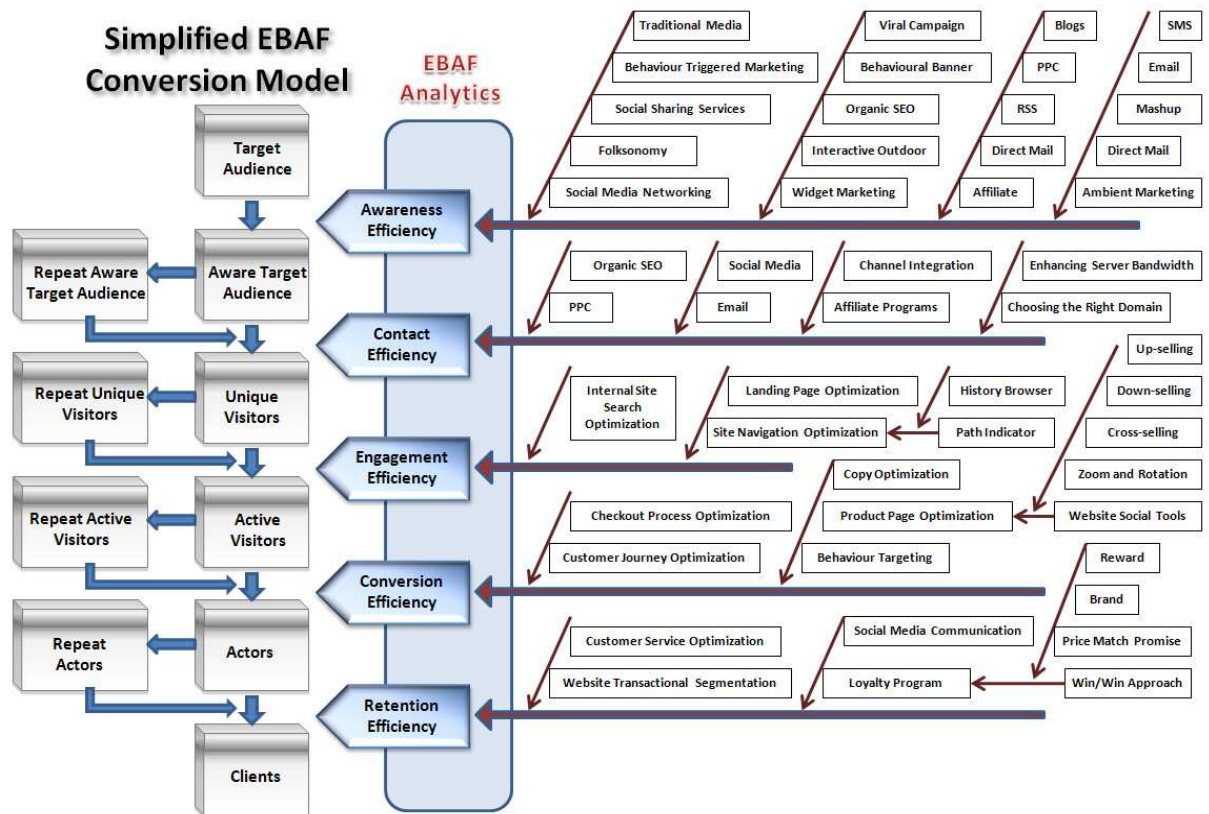 Simplified EBAF
Conversion Model
EBAF
Analytics
Target
Audience
Aware Target
Audience
Repeat Aware
Target Audience
Unique
Visitors
Repeat Unique
Visitors
Active
Visitors
Repeat Active
Visitors
Actors
Repeat
Actors
Clients
Awareness
Efficiency
Traditional Media
Behaviour Triggered Marketing
Social Sharing Services
Folksonomy
Social Media Networking
Viral Campaign
Behavioural Banner
Organic SEO
Interactive Outdoor
Widget Marketing
Blogs
PPC
RSS
Direct Mail
Affiliate
SMS
Email
Mashup
Direct Mail
Ambient Marketing
Contact
Efficiency
Organic SEO
PPC
Social Media
Email
Channel Integration
Affiliate Programs
Enhancing Server Bandwidth
Choosing the Right Domain
Engagement
Efficiency
Internal Site
Search
Optimization
Landing Page Optimization
Site Navigation Optimization
History Browser
Path Indicator
Conversion
Efficiency
Checkout Process Optimization
Customer Journey Optimization
Copy Optimization
Product Page Optimization
Behaviour Targeting
Up-selling
Down-selling
Cross-selling
Zoom and Rotation
Website Social Tools
Retention
Efficiency
Customer Service Optimization
Website Transactional Segmentation
Social Media Communication
Loyalty Program
Reward
Brand
Price Match Promise
Win/Win Approach